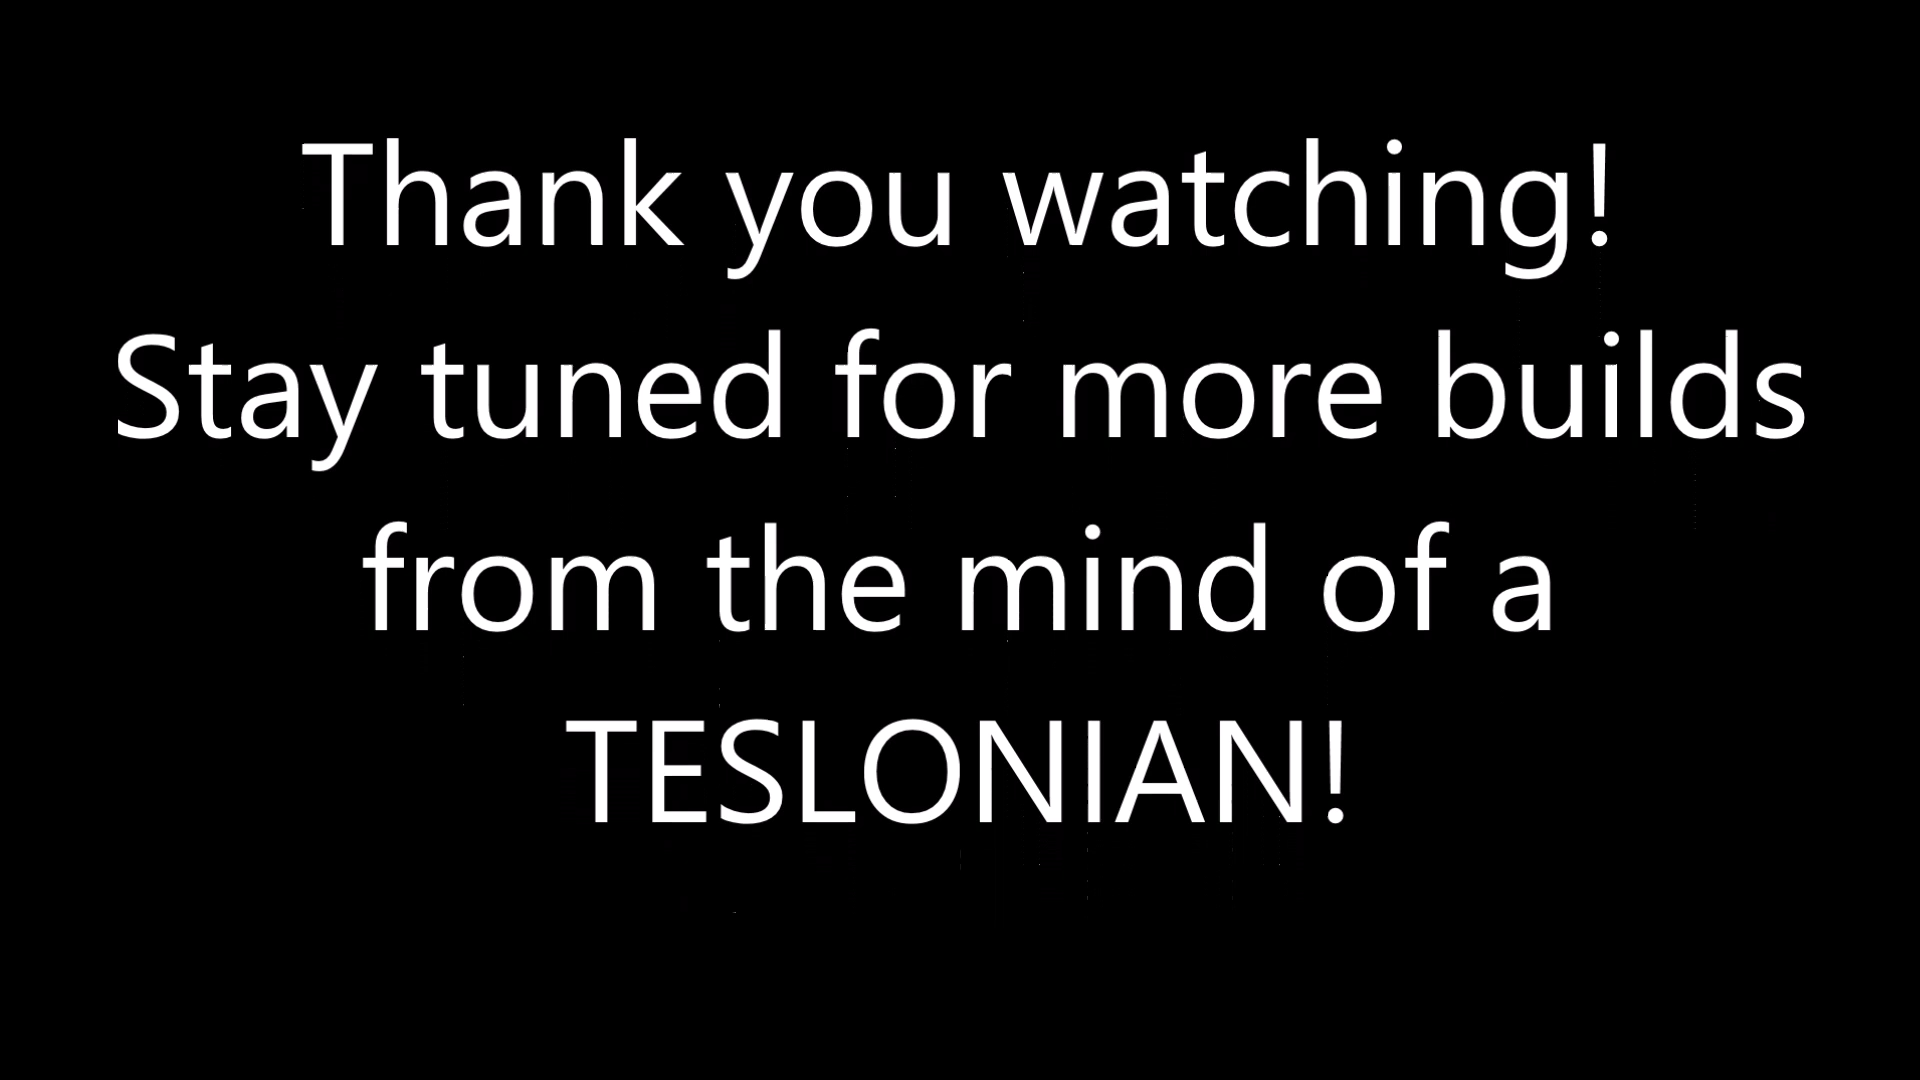 Thank you watching!
Stay tuned for more builds
from the mind of a
TESLONIAN!